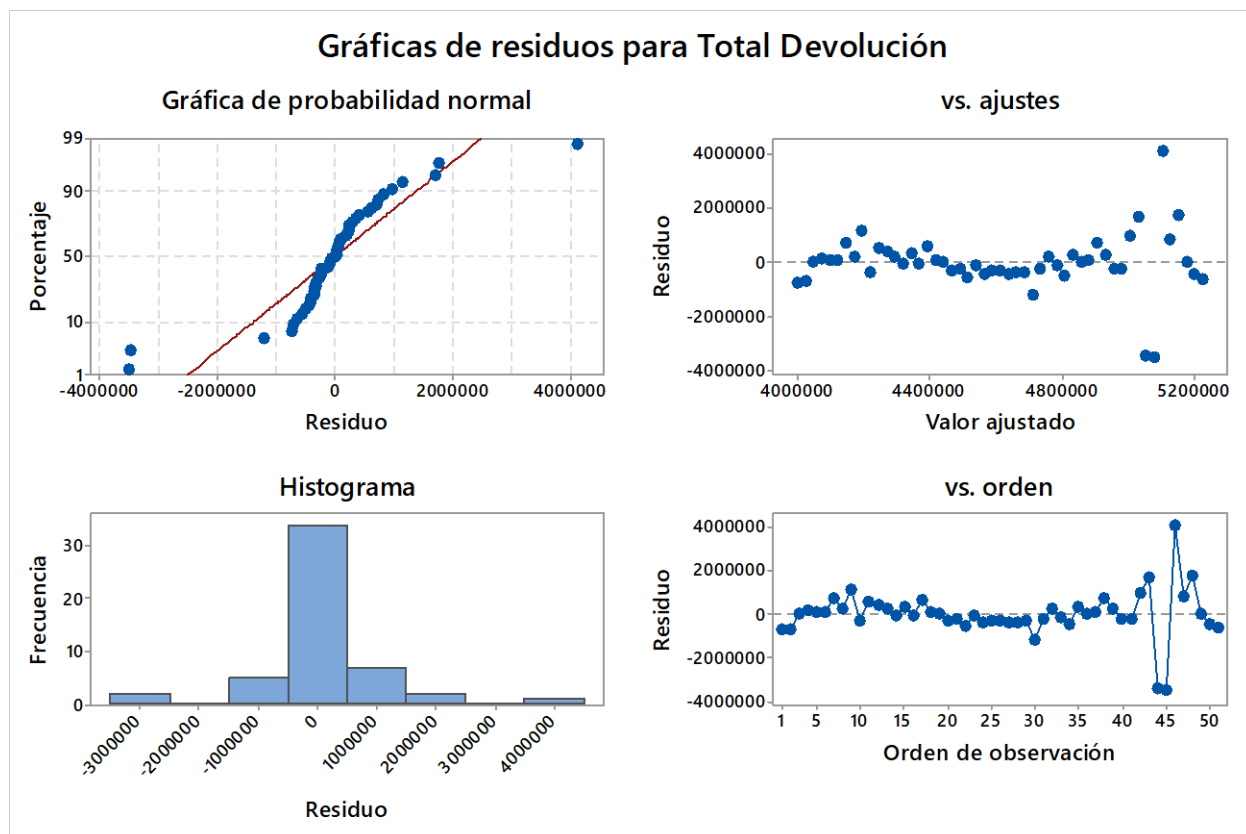 Gráficas de residuos para Total Devolución
Gráfica de probabilidad normal
Porcentaje
99
90
50
10
1
-4000000 -2000000 0 2000000 4000000
Residuo
vs. ajustes
Residuo
4000000
2000000
0
-2000000
-4000000
4000000 4400000 4800000 5200000
Valor ajustado
Histograma
Frecuencia
30
20
10
0
-3000000 -2000000 -1000000 0 1000000 2000000 3000000 4000000
Residuo
vs. orden
Residuo
4000000
2000000
0
-2000000
-4000000
1 5 10 15 20 25 30 35 40 45 50
Orden de observación